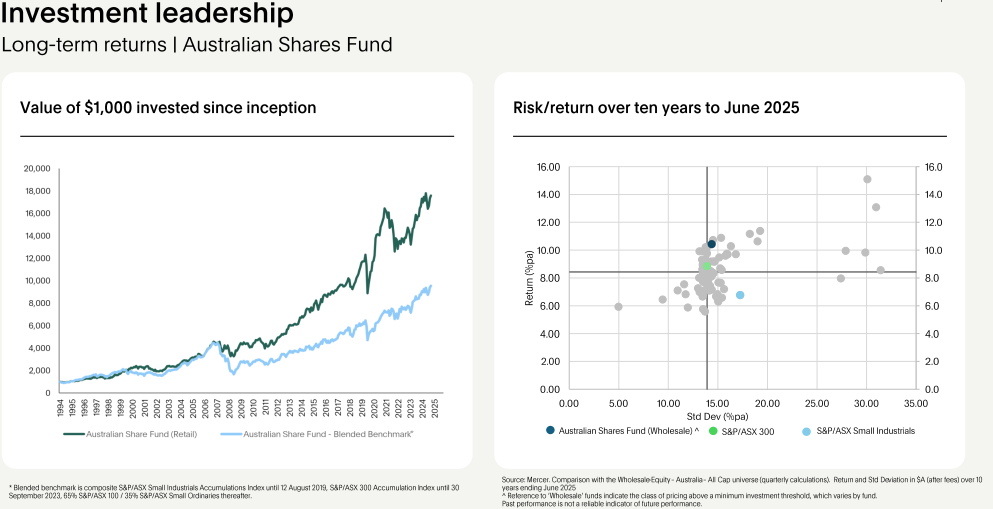 Investment leadership
Long-term returns | Australian Shares Fund
Value of $1,000 invested since inception
20,000
18,000
16,000
14,000
12,000
10,000
8,000
6,000
4,000
2,000
0
1994 1995 1996 1997 1998 1999 2000 2001 2002 2003 2004 2005 2006 2007 2008 2009 2010 2011 2012 2013 2014 2015 2016 2017 2018 2019 2020 2021 2022 2023 2024 2025
Australian Share Fund (Retail) Australian Share Fund - Blended Benchmark*
Risk/return over ten years to June 2025
Return (%pa)
16.00 16.0
14.00 14.0
12.00 12.0
10.00 10.0
8.00 8.0
6.00 6.0
4.00 4.0
2.00 2.0
0.00 0.0
0.00 5.00 10.00 15.00 20.00 25.00 30.00 35.00
Std Dev (%pa)
Australian Shares Fund (Wholesale) ^ S&P/ASX 300 S&P/ASX Small Industrials
* Blended benchmark is composite S&P/ASX Small Industrials Accumulations Index until 12 August 2019, S&P/ASX 300 Accumulation Index until 30
September 2023, 65% S&P/ASX 100 / 35% S&P/ASX Small Ordinaries thereafter.
Source: Mercer. Comparison with the Wholesale-Equity - Australia - All Cap universe (quarterly calculations). Return and Std Deviation in $A (after fees) over 10
years ending June 2025
^ Reference to 'Wholesale' funds indicate the class of pricing above a minimum investment threshold, which varies by fund.
Past performance is not a reliable indicator of future performance.